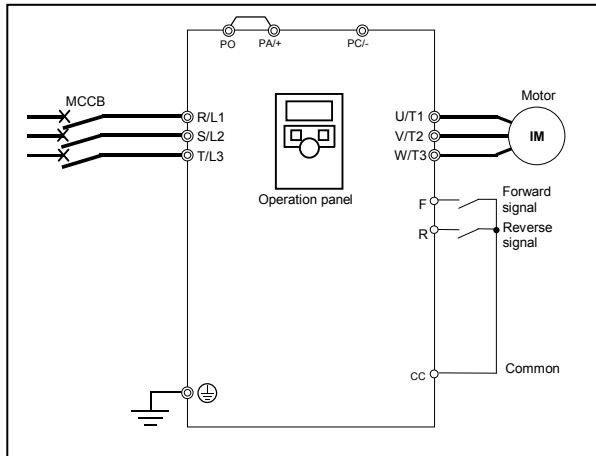 PO
PA/+
PC/-
MCCB
R/L1
S/L2
T/L3
Operation panel
U/T1
V/T2
W/T3
Motor
IM
F
Forward
signal
R
Reverse
signal
CC
Common